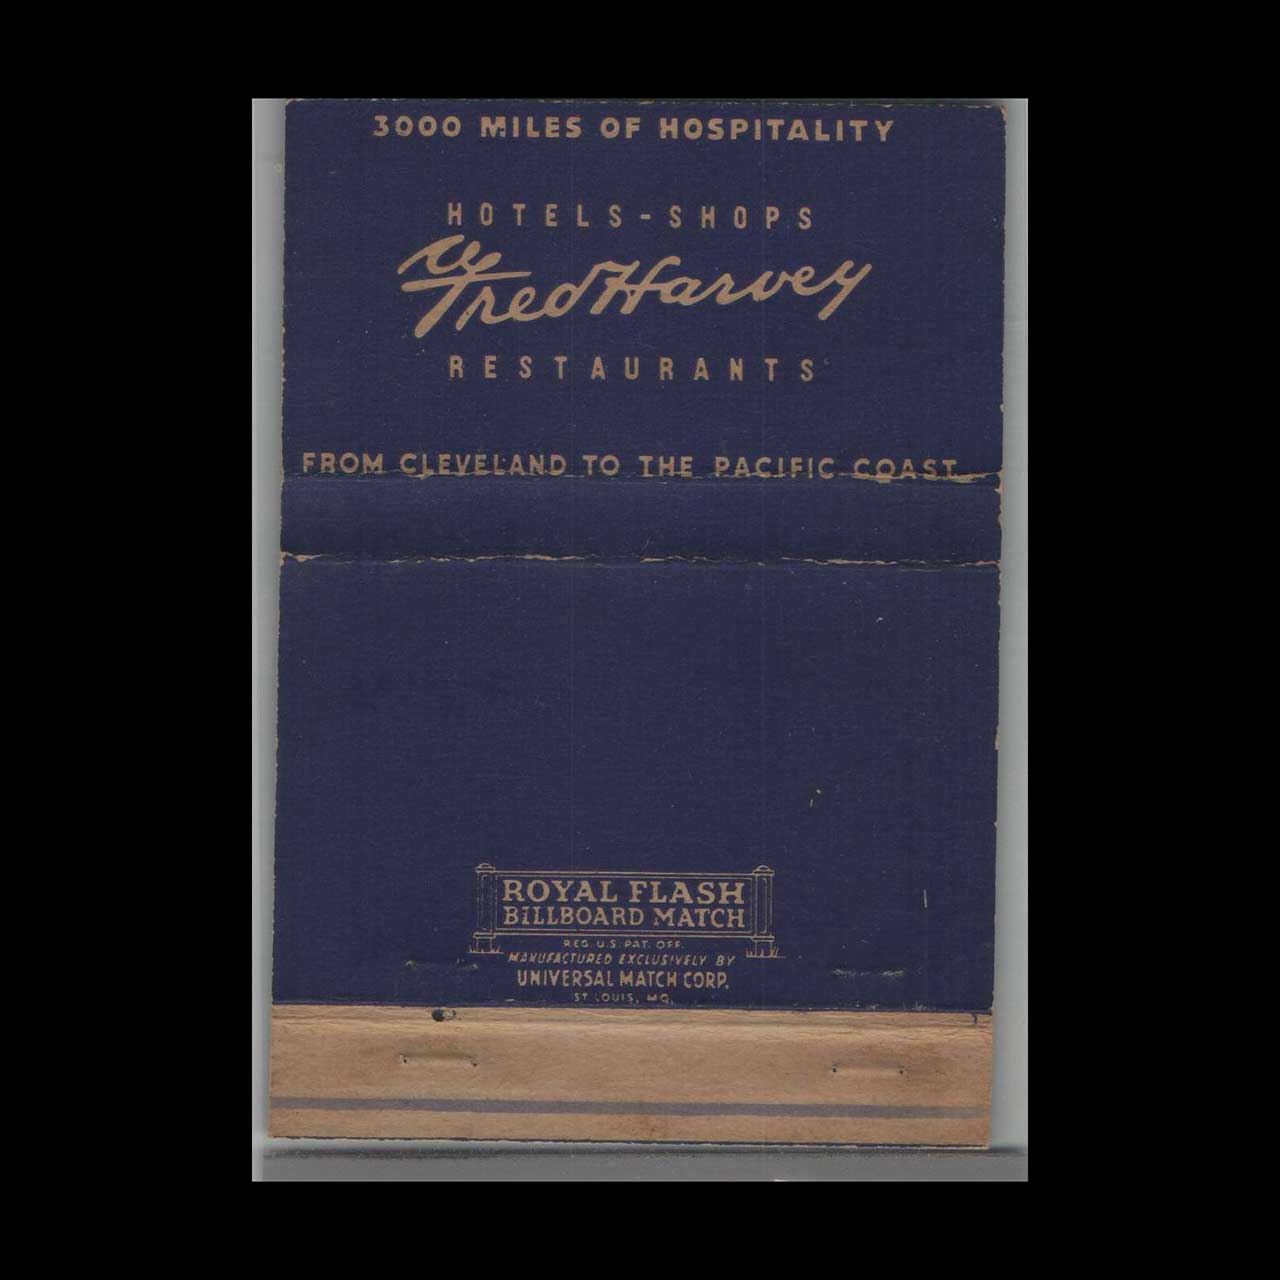 3000 MILES OF HOSPITALITY
HOTELS-SHOPS
Fred Harvey
RESTAURANTS
FROM CLEVELAND TO THE PACIFIC COAST
ROYAL FLASH
BILLBOARD MATCH
REG. U.S. PAT. OFF.
MANUFACTURED EXCLUSIVELY BY
UNIVERSAL MATCH CORP.
ST. LOUIS, MO.